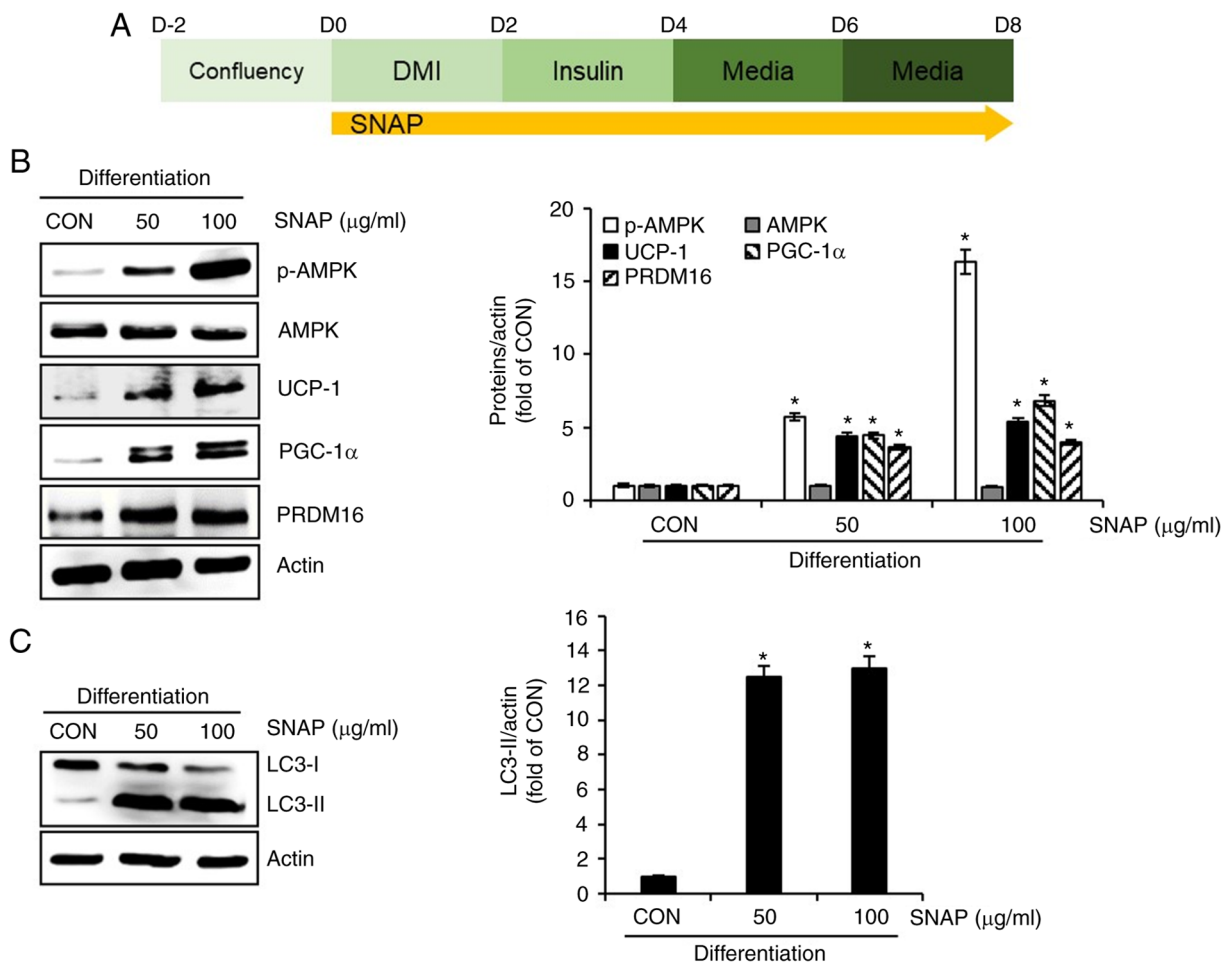 A
D-2 D0 D2 D4 D6 D8
Confluency DMI Insulin Media Media
SNAP
B
Differentiation
CON 50 100 SNAP (μg/ml)
p-AMPK
AMPK
UCP-1
PGC-1α
PRDM16
Actin
Proteins/actin
(fold of CON)
20
15
10
5
0
p-AMPK AMPK
UCP-1 PGC-1α
PRDM16
*
* * * *
* * * *
CON 50 100 SNAP (μg/ml)
Differentiation
C
Differentiation
CON 50 100 SNAP (μg/ml)
LC3-I
LC3-II
Actin
LC3-II/actin
(fold of CON)
16
14
12
10
8
6
4
2
0
* *
CON 50 100 SNAP (μg/ml)
Differentiation